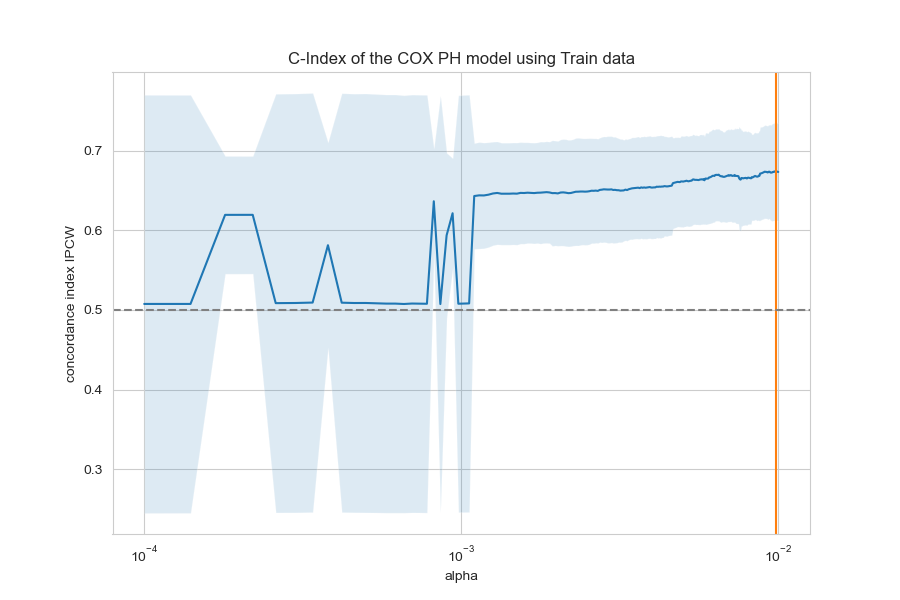 C-Index of the COX PH model using Train data
concordance index IPCW
0.7
0.6
0.5
0.4
0.3
10⁻⁴
10⁻³
10⁻²
alpha